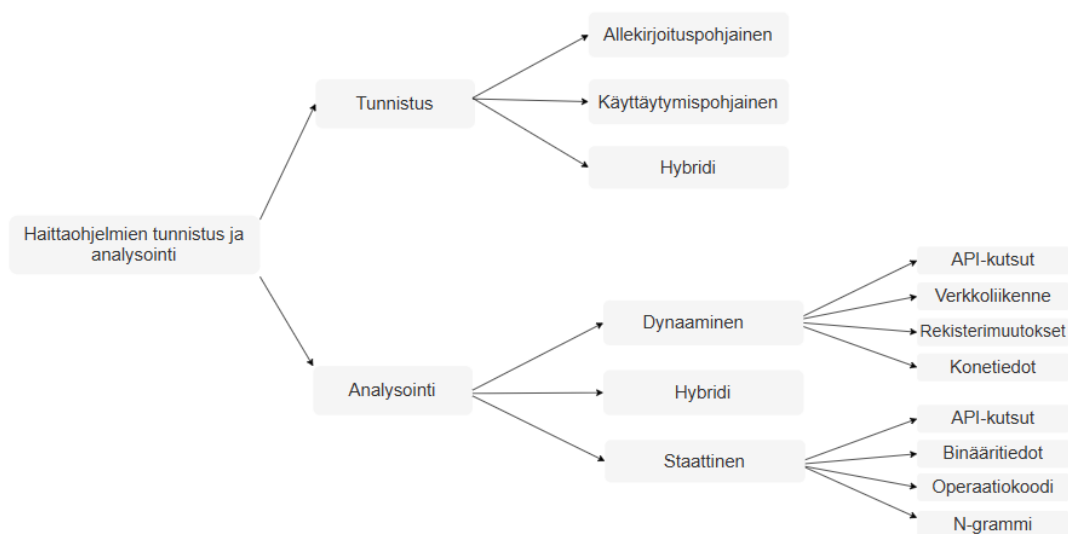 Allekirjoituspohjainen
Tunnistus
Käyttäytymispohjainen
Hybridi
Haittaohjelmien tunnistus ja
analysointi
API-kutsut
Verkkoliikenne
Dynaaminen
Rekisterimuutokset
Konetiedot
Analysointi
Hybridi
API-kutsut
Staattinen
Binääritiedot
Operaatiokoodi
N-grammi